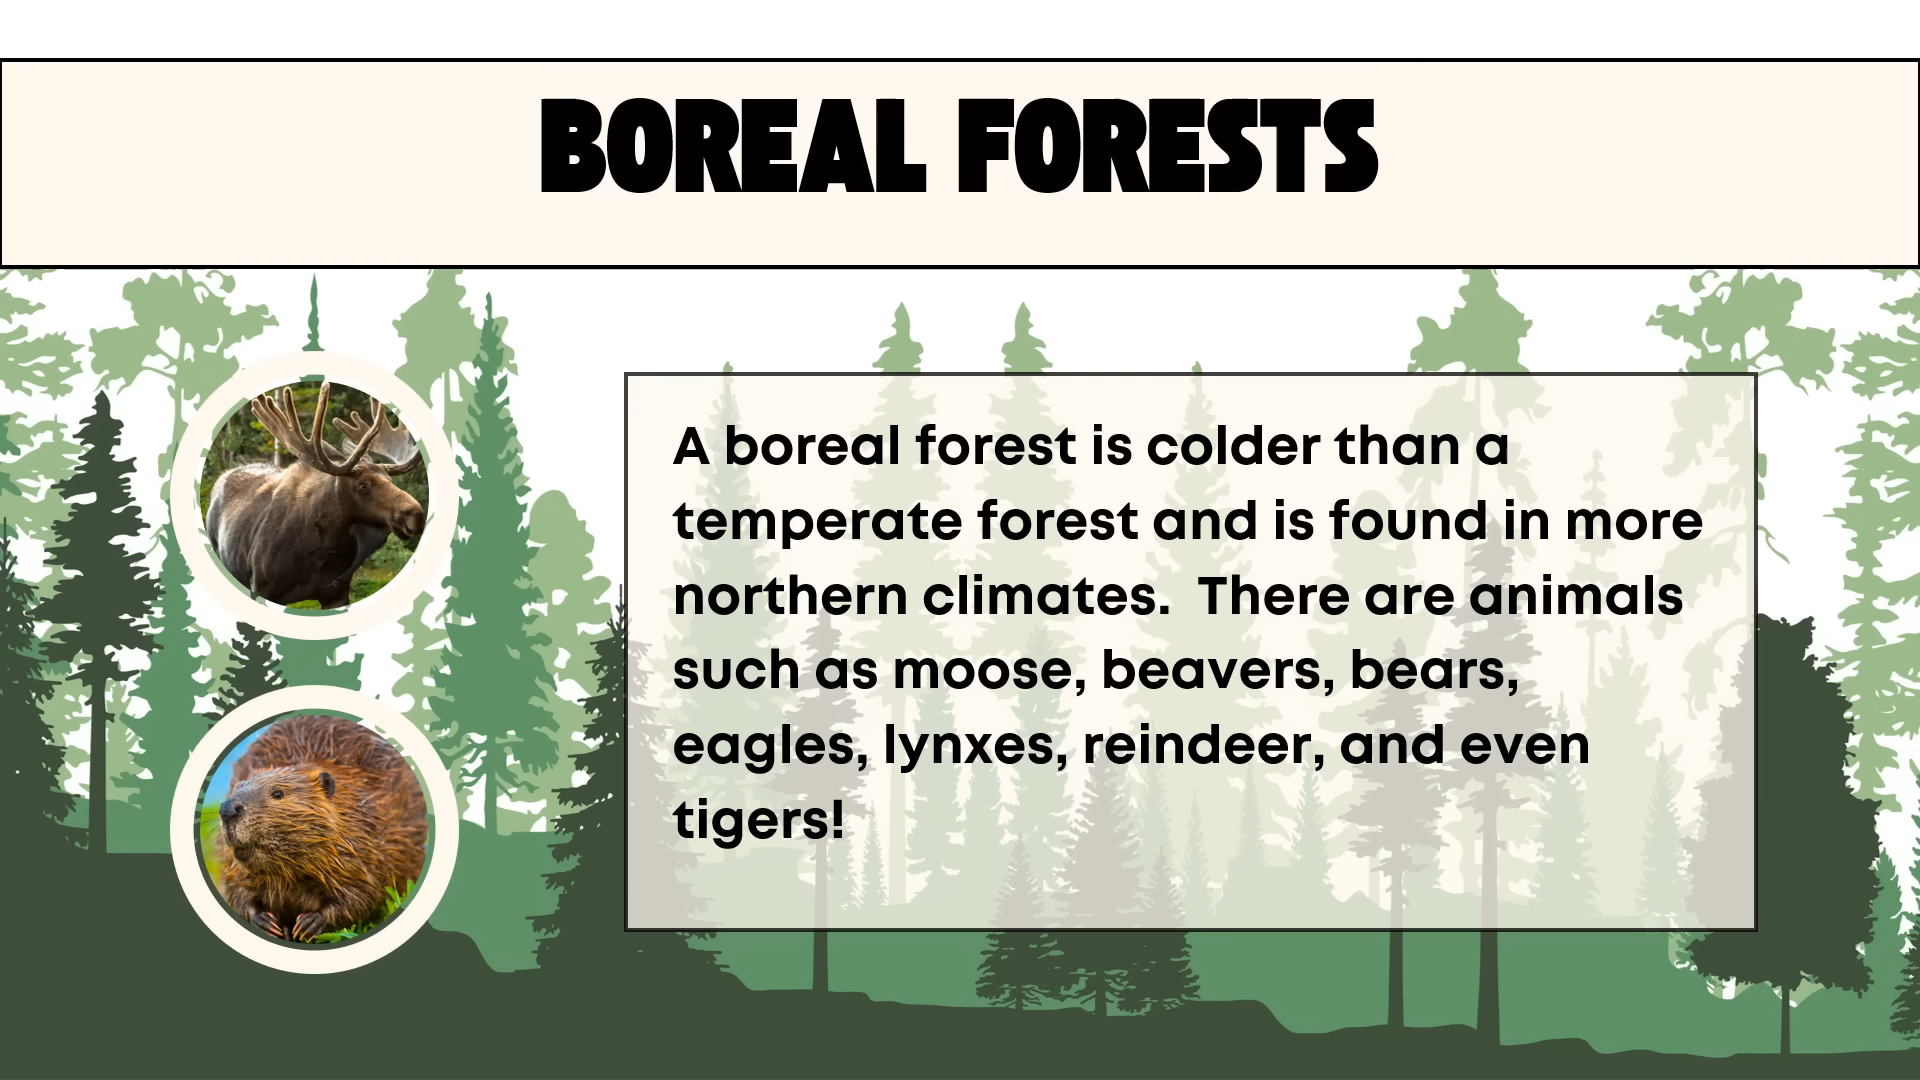 BOREAL FORESTS
A boreal forest is colder than a
temperate forest and is found in more
northern climates.  There are animals
such as moose, beavers, bears,
eagles, lynxes, reindeer, and even
tigers!